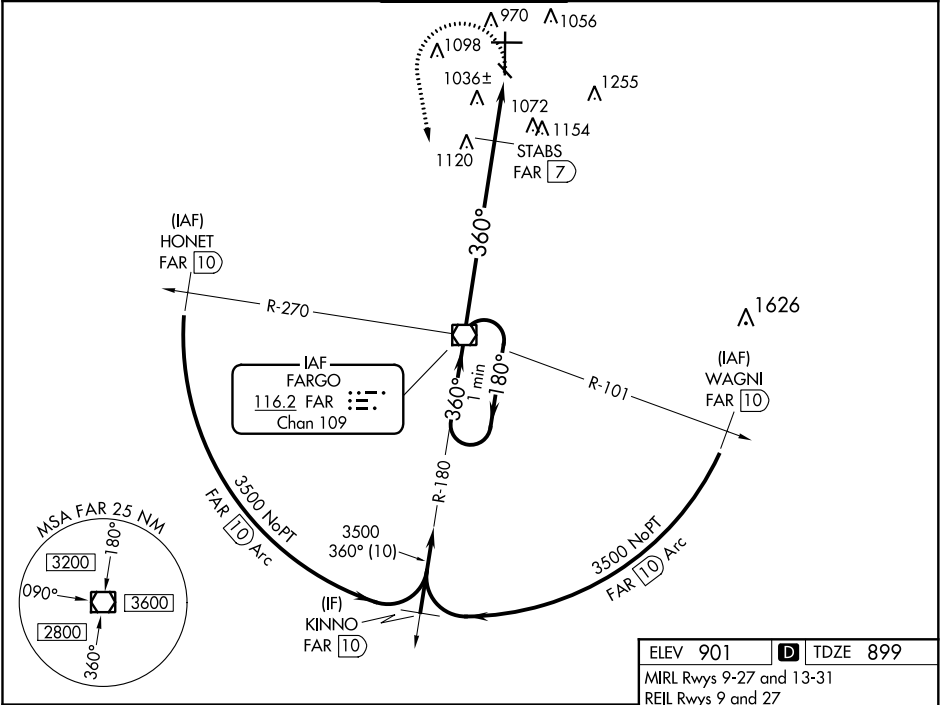 970
1056
1098
1036±
1255
1072
1154
1120
STABS
FAR 7
360°
(IAF)
HONET
FAR 10
R-270
1626
IAF
FARGO
116.2 FAR
Chan 109
360°
1 min
180°
R-101
(IAF)
WAGNI
FAR 10
R-180
3500 NoPT
FAR 10 Arc
3500
360° (10)
3500 NoPT
FAR 10 Arc
(IF)
KINNO
FAR 10
MSA FAR 25 NM
180°
3200
090°
3600
2800
360°
ELEV 901 D TDZE 899
MIRL Rwys 9-27 and 13-31
REIL Rwys 9 and 27